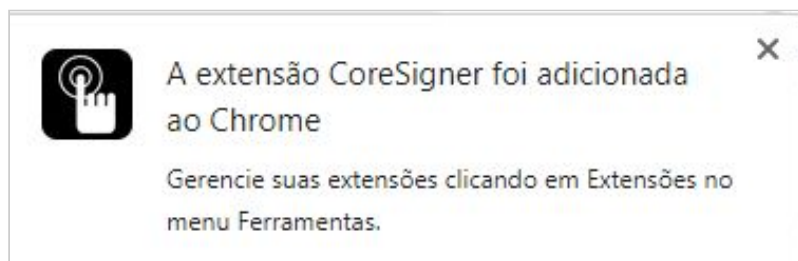 A extensão CoreSigner foi adicionada
ao Chrome
Gerencie suas extensões clicando em Extensões no
menu Ferramentas.